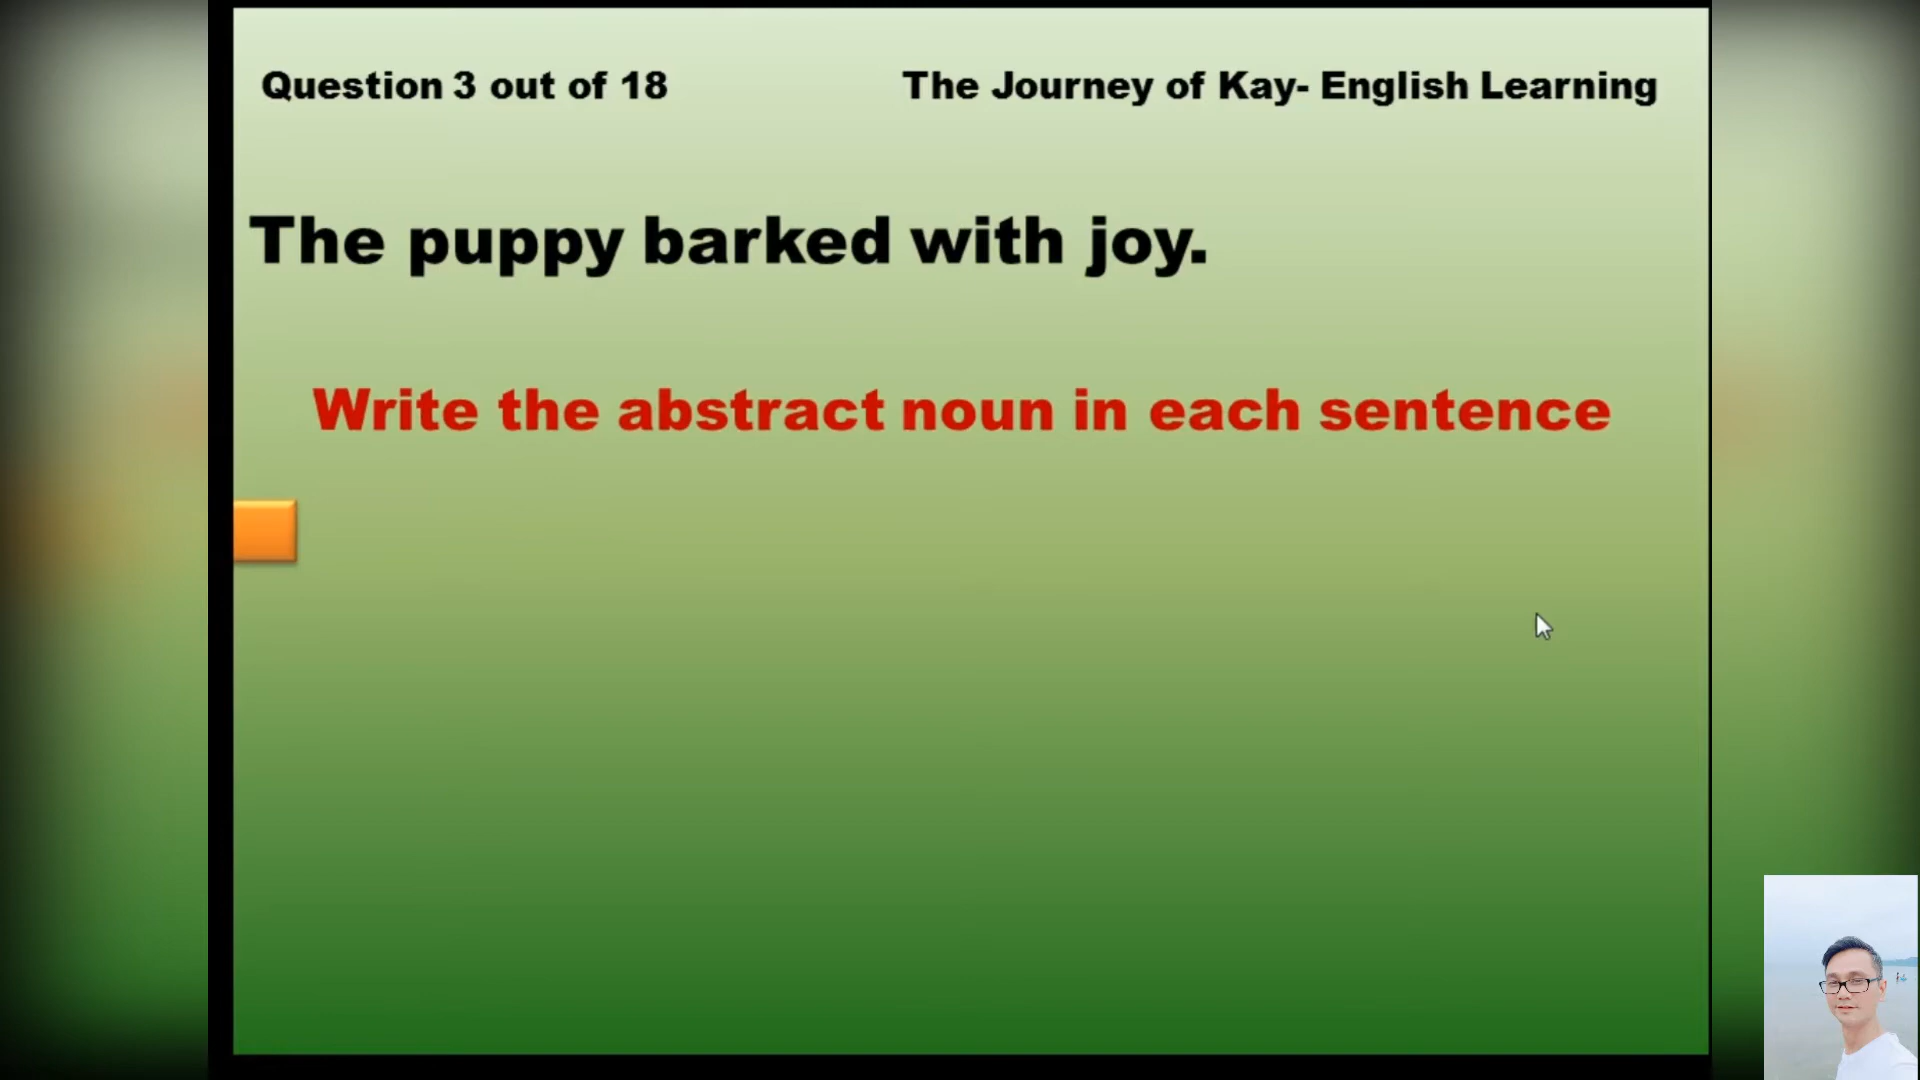 Question 3 out of 18
The Journey of Kay- English Learning
The puppy barked with joy.
Write the abstract noun in each sentence